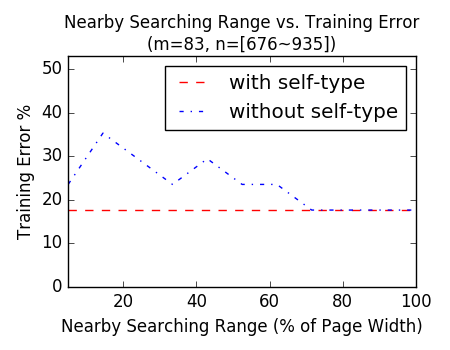 Nearby Searching Range vs. Training Error
(m=83, n=[676~935])
with self-type
without self-type
Training Error %
50
40
30
20
10
0
20 40 60 80 100
Nearby Searching Range (% of Page Width)